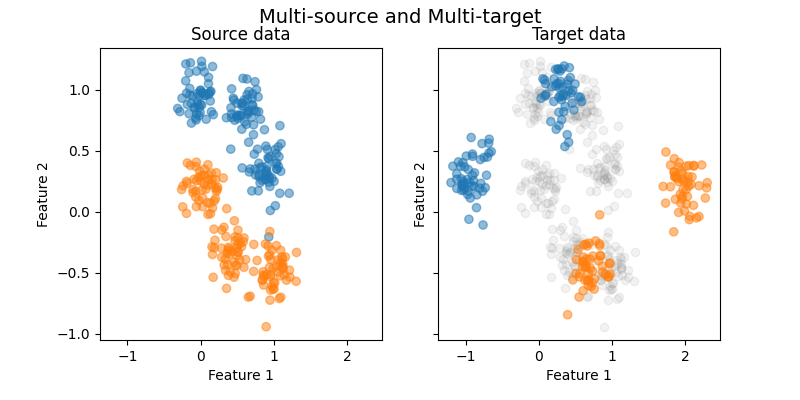 Multi-source and Multi-target
Source data
Target data
1.0
0.5
0.0
−0.5
−1.0
Feature 2
Feature 2
−1 0 1 2
−1 0 1 2
Feature 1
Feature 1